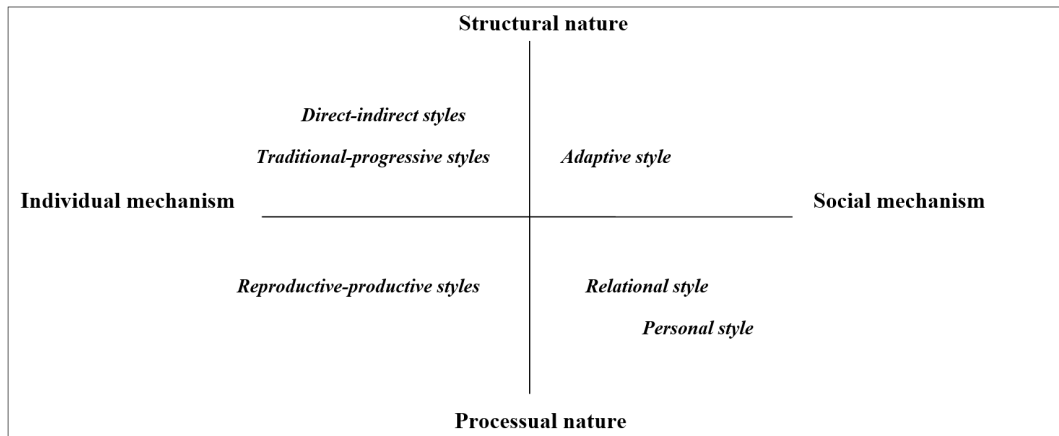 Structural nature
Direct-indirect styles
Traditional-progressive styles
Adaptive style
Individual mechanism
Social mechanism
Reproductive-productive styles
Relational style
Personal style
Processual nature